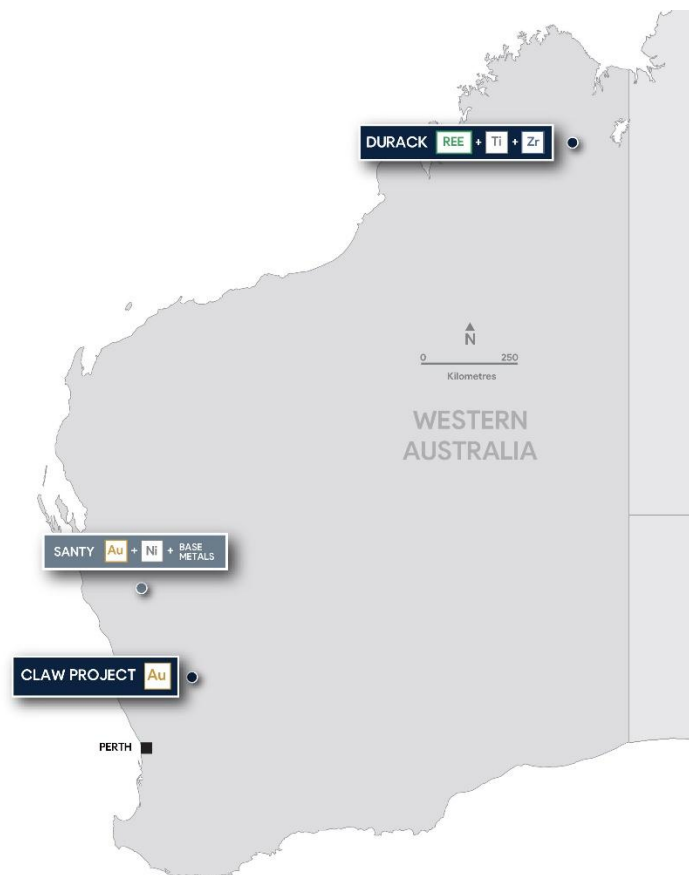 DURACK REE + Ti + Zr
N
0 250
Kilometres
WESTERN
AUSTRALIA
SANTY Au + Ni + BASE
METALS
CLAW PROJECT Au
PERTH